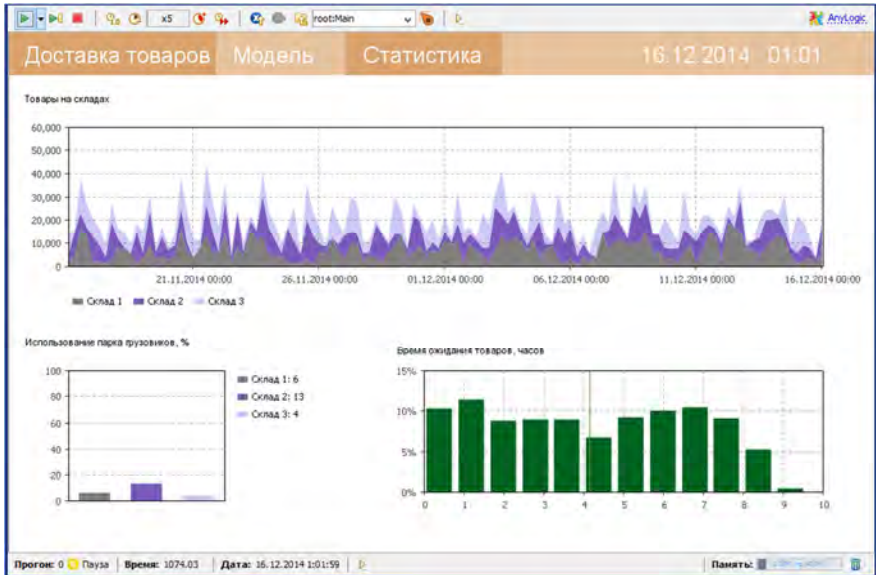 x5 root:Main AnyLogic
Доставка товаров Модель Статистика 16.12.2014 01:01
Товары на складах
60,000
50,000
40,000
30,000
20,000
10,000
0
21.11.2014 00:00 26.11.2014 00:00 01.12.2014 00:00 06.12.2014 00:00 11.12.2014 00:00 16.12.2014 00:00
Склад 1 Склад 2 Склад 3
Использование парка грузовиков, %
100
80
60
40
20
0
Склад 1: 6
Склад 2: 13
Склад 3: 4
Время ожидания товаров, часов
15%
10%
5%
0%
0 1 2 3 4 5 6 7 8 9 10
Прогон: 0 Пауза Время: 1074.03 Дата: 16.12.2014 1:01:59 Память: